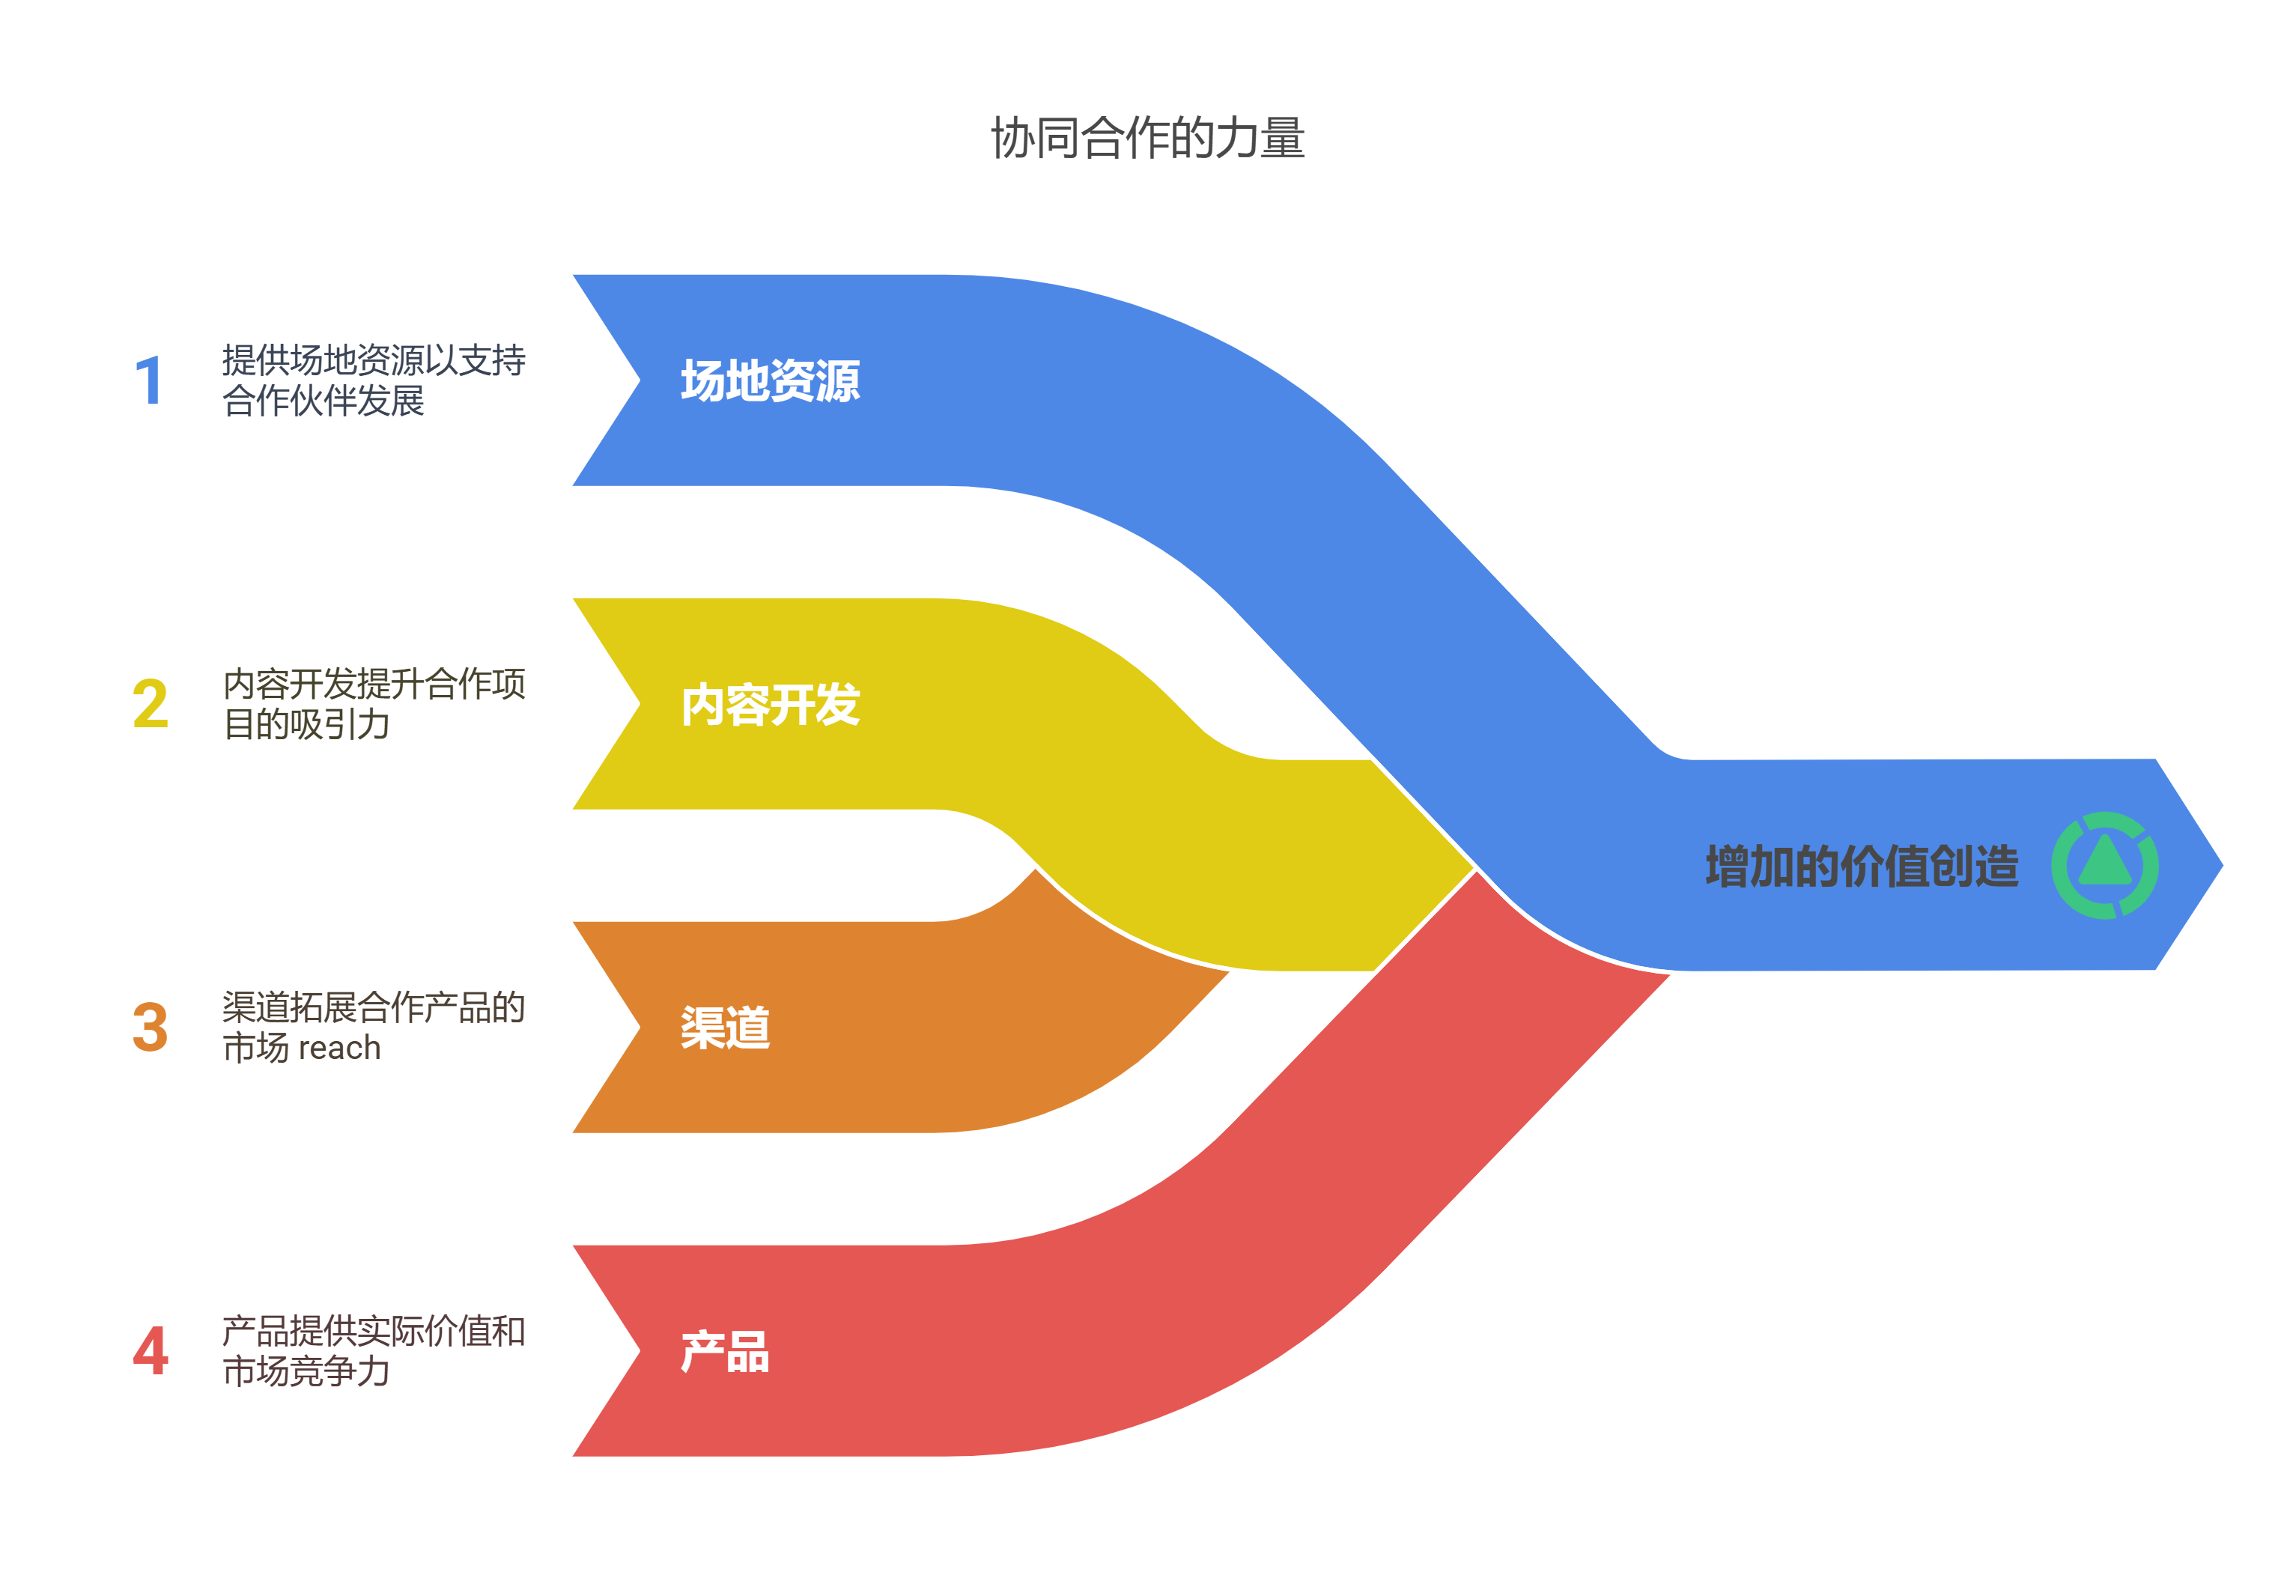 协同合作的力量
1
提供场地资源以支持
合作伙伴发展
场地资源
2
内容开发提升合作项
目的吸引力
内容开发
增加的价值创造
3
渠道拓展合作产品的
市场 reach
渠道
4
产品提供实际价值和
市场竞争力
产品